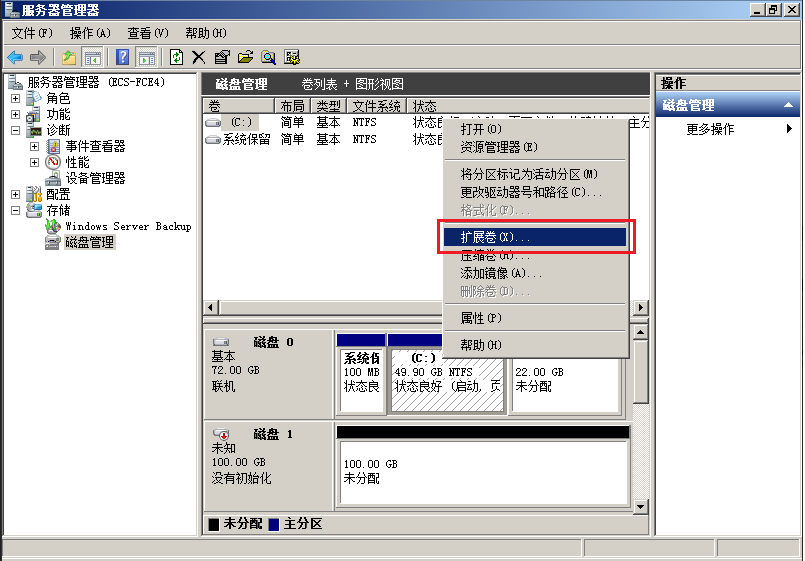 服务器管理器
文件(F) 操作(A) 查看(V) 帮助(H)
服务器管理器 (ECS-FCE4)
角色
功能
诊断
事件查看器
性能
设备管理器
配置
存储
Windows Server Backup
磁盘管理
磁盘管理 卷列表 + 图形视图
卷 布局 类型 文件系统 状态
(C:) 简单 基本 NTFS 状态良
系统保留 简单 基本 NTFS 状态良
打开(O)
资源管理器(E)
将分区标记为活动分区(M)
更改驱动器号和路径(C)...
格式化(F)...
扩展卷(X)...
压缩卷(H)...
添加镜像(A)...
删除卷(D)...
属性(P)
帮助(H)
磁盘 0
基本
72.00 GB
联机
系统保
100 MB
状态良
(C:)
49.90 GB NTFS
状态良好 (启动, 页
22.00 GB
未分配
磁盘 1
未知
100.00 GB
没有初始化
100.00 GB
未分配
未分配 主分区
操作
磁盘管理
更多操作